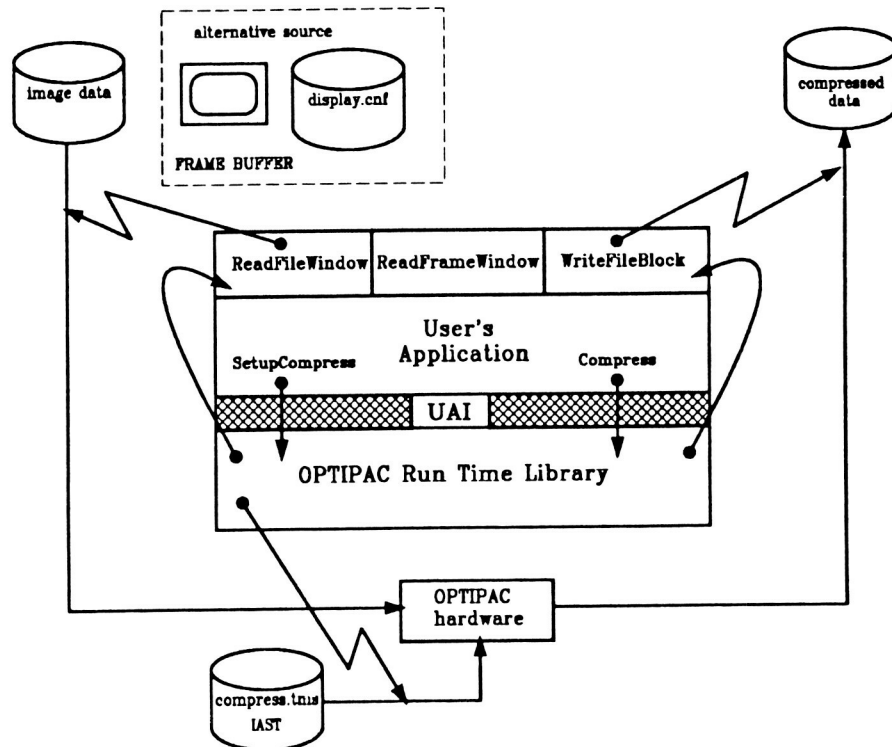 alternative source
image data
display.cnf
FRAME BUFFER
compressed
data
ReadFileWindow
ReadFrameWindow
WriteFileBlock
User's
Application
SetupCompress
Compress
UAI
OPTIPAC Run Time Library
OPTIPAC
hardware
IAST